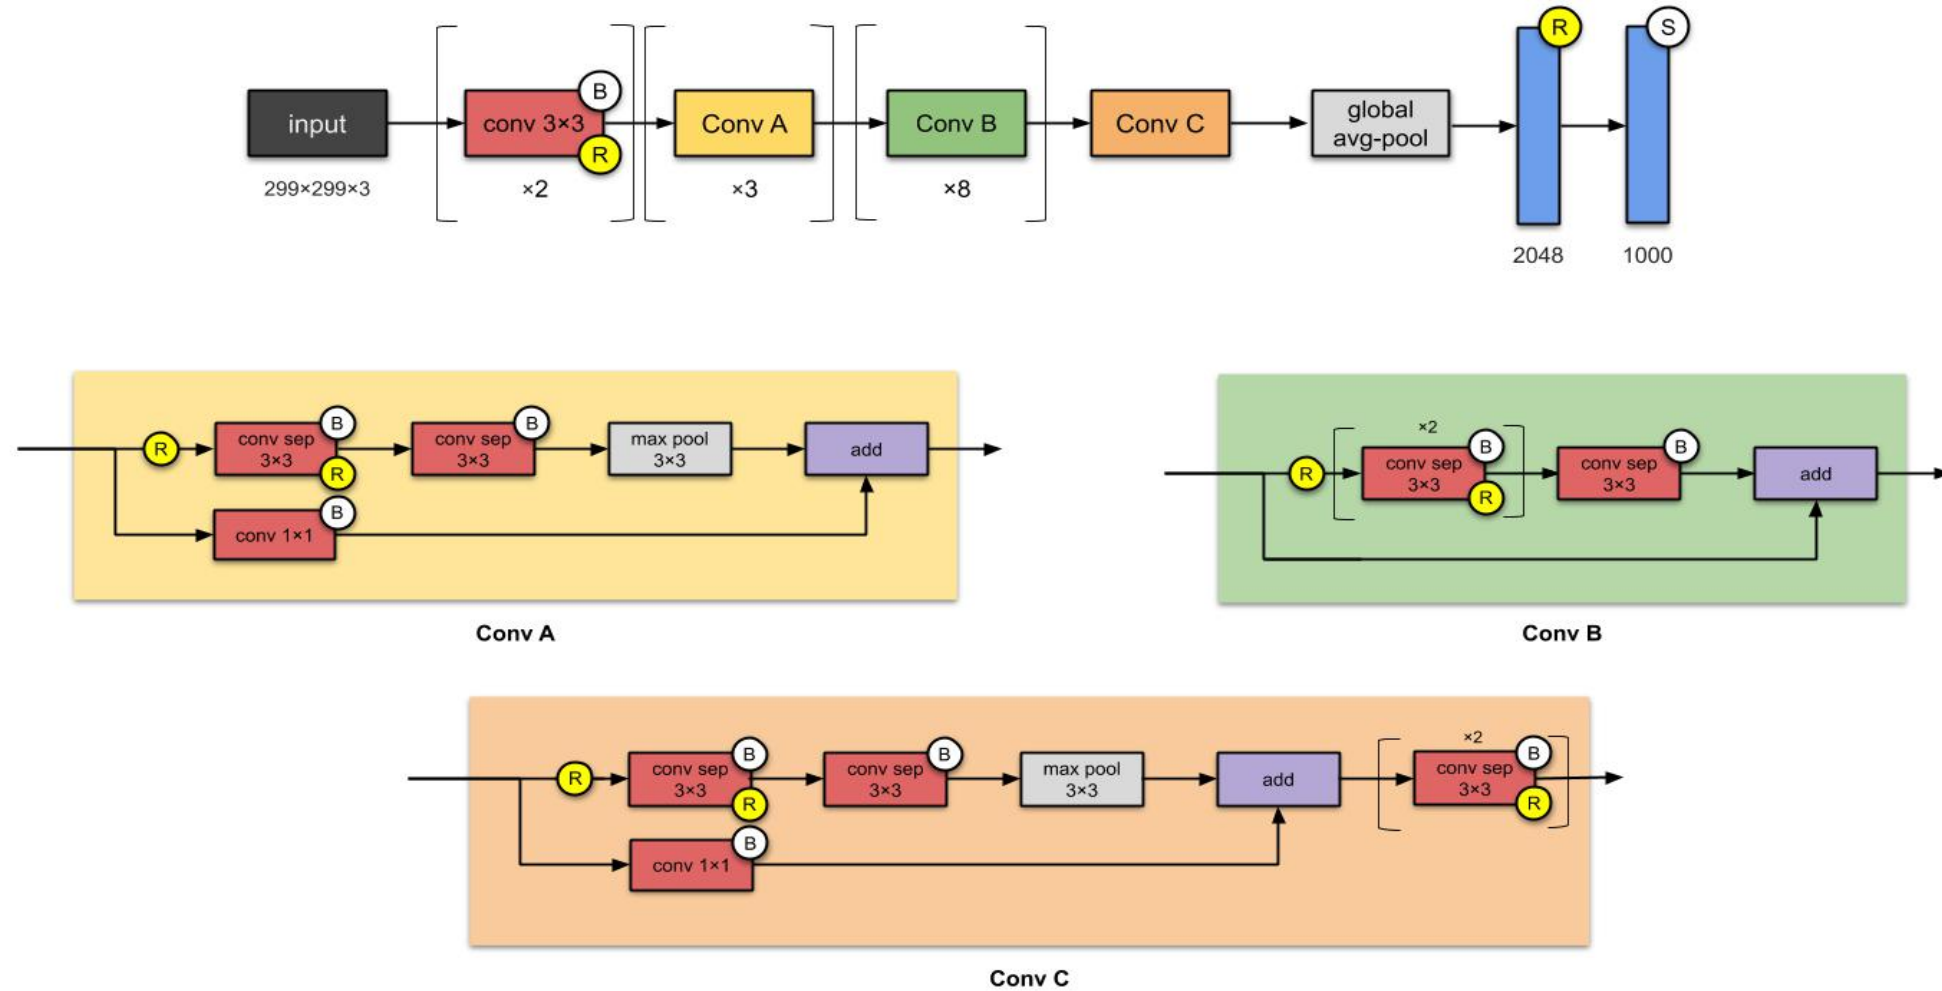 B
R
S
input
conv 3×3
Conv A
Conv B
Conv C
global
avg-pool
R
299×299×3
×2
×3
×8
2048
1000
R
conv sep
3×3
B
R
conv sep
3×3
B
max pool
3×3
add
conv 1×1
B
Conv A
×2
R
conv sep
3×3
B
R
conv sep
3×3
B
add
Conv B
R
conv sep
3×3
B
R
conv sep
3×3
B
max pool
3×3
add
×2
conv sep
3×3
B
R
conv 1×1
B
Conv C